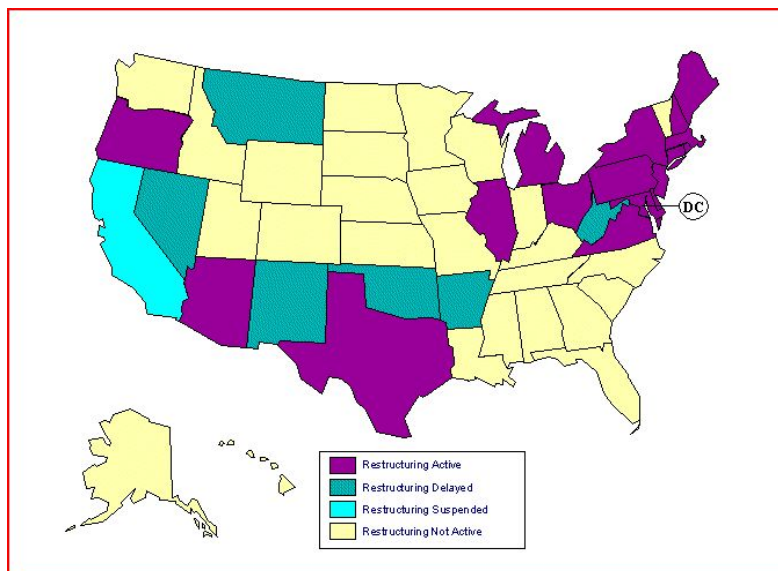 DC
Restructuring Active
Restructuring Delayed
Restructuring Suspended
Restructuring Not Active